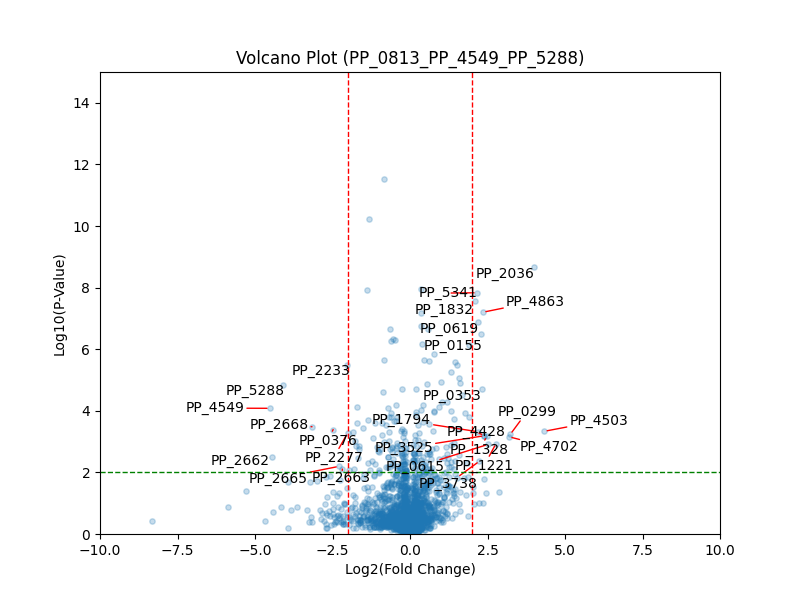 Volcano Plot (PP_0813_PP_4549_PP_5288)
Log10(P-Value)
14
12
10
8
6
4
2
0
PP_2036
PP_5341
PP_4863
PP_1832
PP_0619
PP_0155
PP_2233
PP_5288
PP_0353
PP_4549
PP_0299
PP_1794
PP_4503
PP_2668
PP_4428
PP_0376
PP_3525
PP_1328
PP_4702
PP_2277
PP_2662
PP_0615
PP_1221
PP_2665
PP_2663
PP_3738
−10.0 −7.5 −5.0 −2.5 0.0 2.5 5.0 7.5 10.0
Log2(Fold Change)